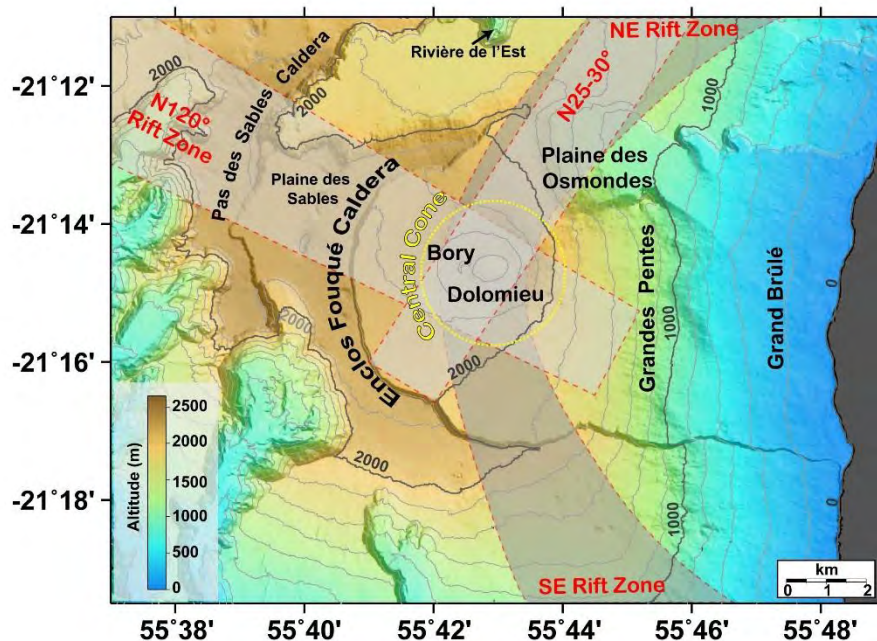 -21°12'
-21°14'
-21°16'
-21°18'
55°38'
55°40'
55°42'
55°44'
55°46'
55°48'
Rivière de l'Est
NE Rift Zone
N25-30°
N120°
Rift Zone
Pas des Sables Caldera
Plaine des
Sables
Enclos Fouqué Caldera
Central Cone
Bory
Dolomieu
Plaine des
Osmondes
Grandes Pentes
Grand Brûlé
SE Rift Zone
2000
2000
2000
2000
2000
1000
1000
1000
0
0
Altitude (m)
2500
2000
1500
1000
500
0
km
0 1 2